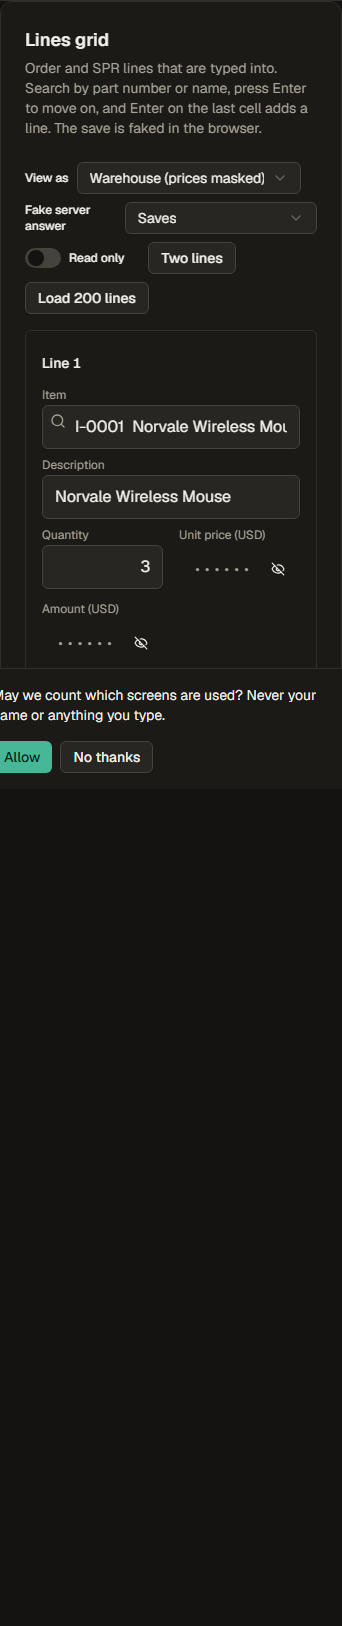 Lines grid
Order and SPR lines that are typed into.
Search by part number or name, press Enter
to move on, and Enter on the last cell adds a
line. The save is faked in the browser.
View as
Warehouse (prices masked)
Fake server
answer
Saves
Read only
Two lines
Load 200 lines
Line 1
Item
I-0001 Norvale Wireless Mou
Description
Norvale Wireless Mouse
Quantity
Unit price (USD)
3
••••••
Amount (USD)
••••••
May we count which screens are used? Never your
ame or anything you type.
Allow
No thanks